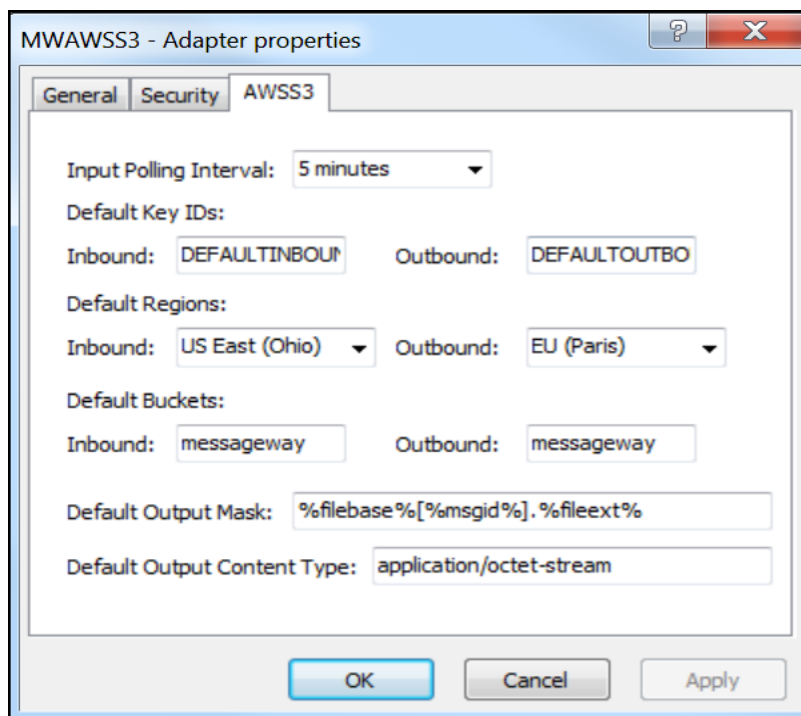 MWAWSS3 - Adapter properties
General Security AWSS3
Input Polling Interval: 5 minutes
Default Key IDs:
Inbound: DEFAULTINBOUN Outbound: DEFAULTOUTBO
Default Regions:
Inbound: US East (Ohio) Outbound: EU (Paris)
Default Buckets:
Inbound: messageway Outbound: messageway
Default Output Mask: %filebase%[%msgid%].%fileext%
Default Output Content Type: application/octet-stream
OK Cancel Apply